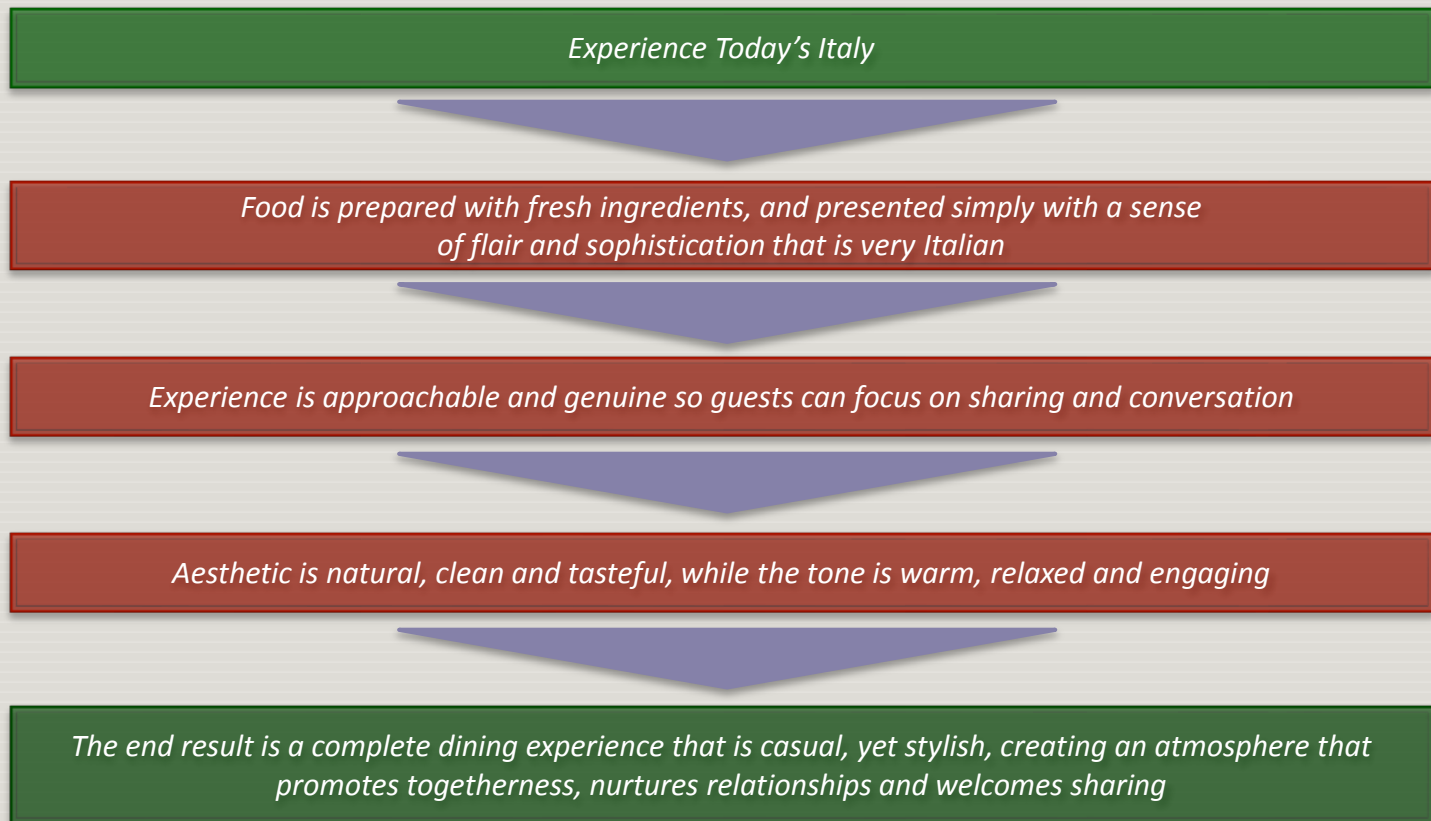 Experience Today’s Italy
Food is prepared with fresh ingredients, and presented simply with a sense
of flair and sophistication that is very Italian
Experience is approachable and genuine so guests can focus on sharing and conversation
Aesthetic is natural, clean and tasteful, while the tone is warm, relaxed and engaging
The end result is a complete dining experience that is casual, yet stylish, creating an atmosphere that
promotes togetherness, nurtures relationships and welcomes sharing